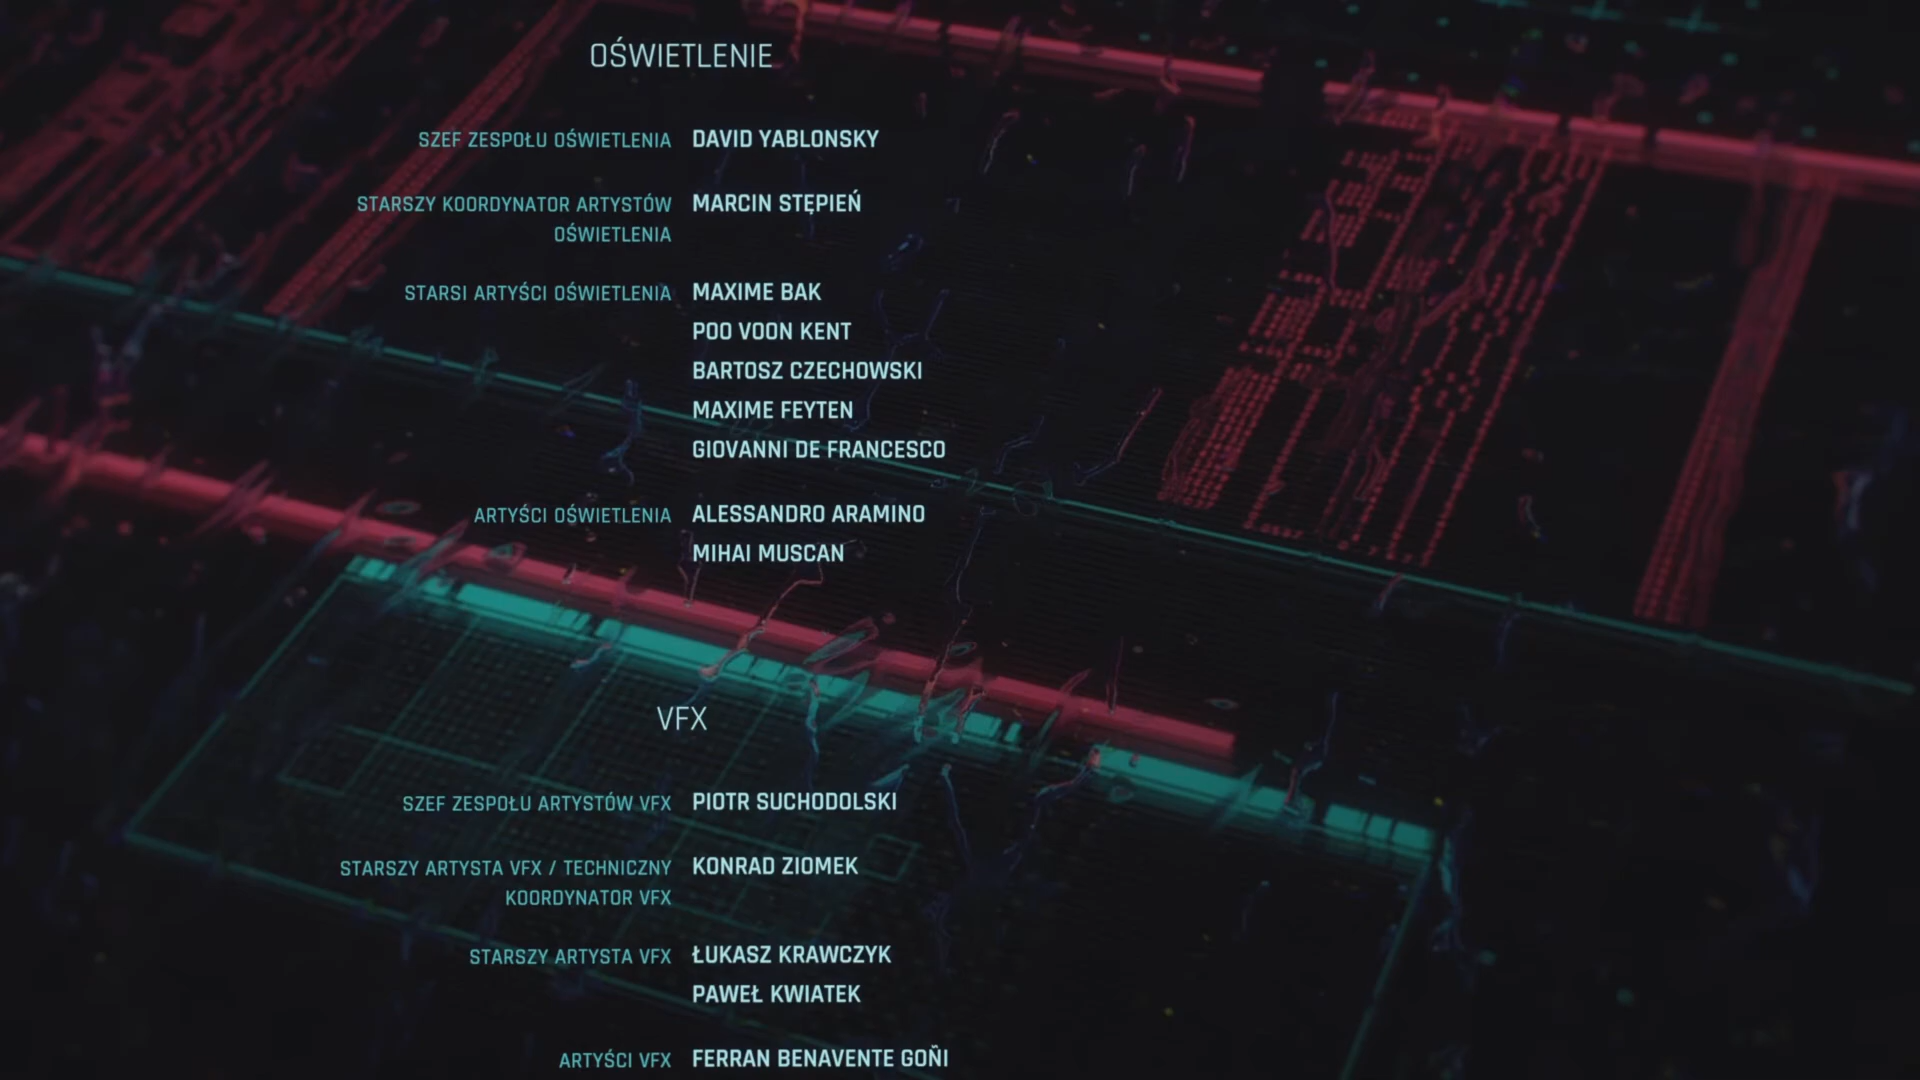 OŚWIETLENIE
SZEF ZESPOŁU OŚWIETLENIA DAVID YABLONSKY
STARSZY KOORDYNATOR ARTYSTÓW MARCIN STĘPIEŃ
OŚWIETLENIA
STARSI ARTYŚCI OŚWIETLENIA MAXIME BAK
POO VOON KENT
BARTOSZ CZECHOWSKI
MAXIME FEYTEN
GIOVANNI DE FRANCESCO
ARTYŚCI OŚWIETLENIA ALESSANDRO ARAMINO
MIHAI MUSCAN
VFX
SZEF ZESPOŁU ARTYSTÓW VFX PIOTR SUCHODOLSKI
STARSZY ARTYSTA VFX / TECHNICZNY KONRAD ZIOMEK
KOORDYNATOR VFX
STARSZY ARTYSTA VFX ŁUKASZ KRAWCZYK
PAWEŁ KWIATEK
ARTYŚCI VFX FERRAN BENAVENTE GOÑI